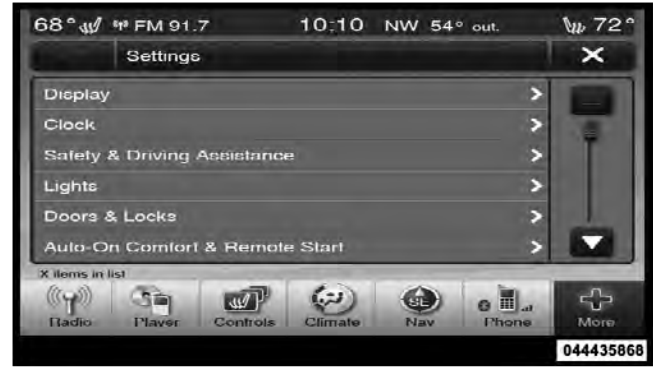 68° FM 91.7 10:10 NW 54° out. 72°
Settings
Display >
Clock >
Safety & Driving Assistance >
Lights >
Doors & Locks >
Auto-On Comfort & Remote Start >
X items in list
Radio Player Controls Climate Nav Phone More
SE
044435868